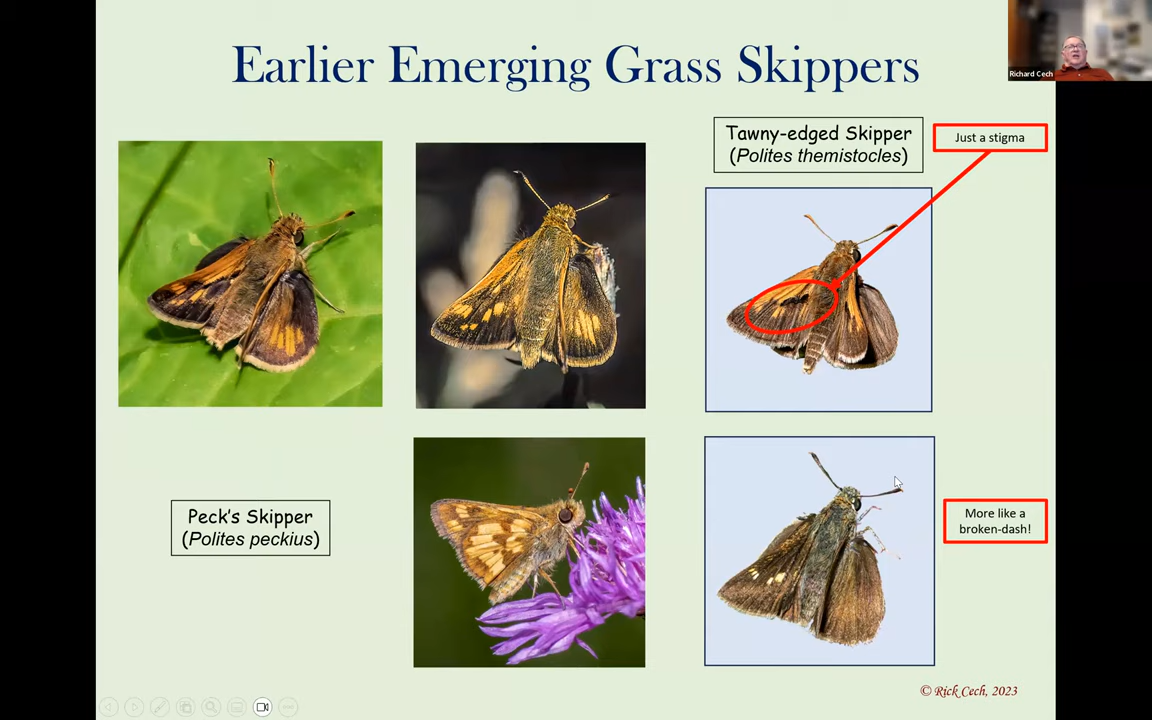 Earlier Emerging Grass Skippers
Richard Cech
Tawny-edged Skipper
(Polites themistocles)
Just a stigma
Peck's Skipper
(Polites peckius)
More like a
broken-dash!
© Rick Cech, 2023